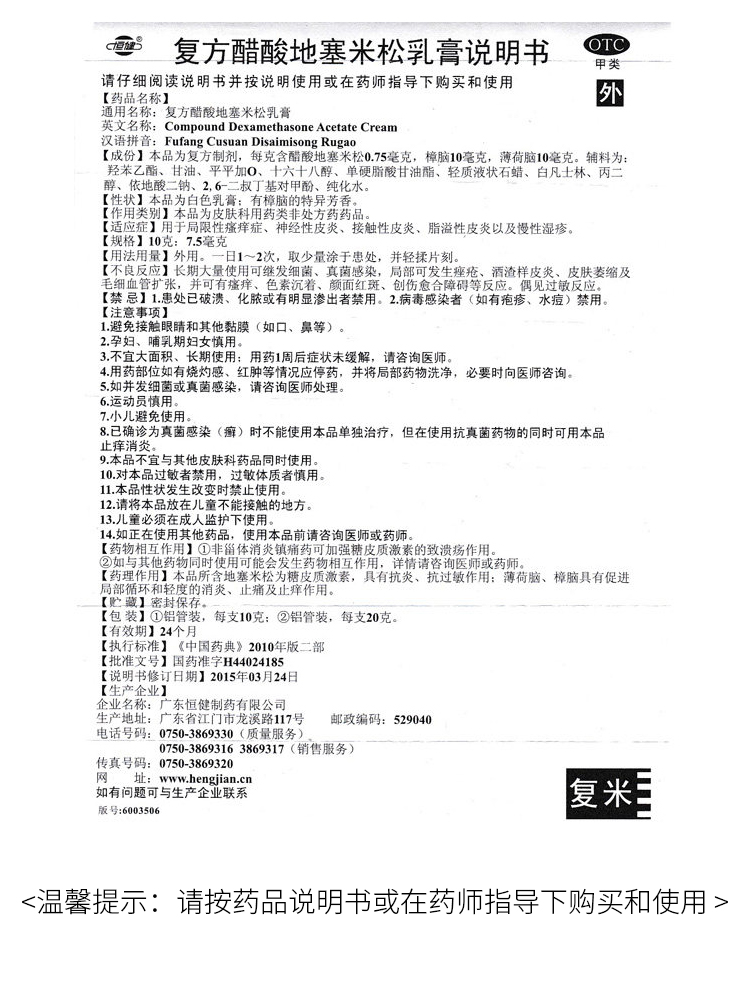 恒健®
复方醋酸地塞米松乳膏说明书
OTC
甲类
请仔细阅读说明书并按说明使用或在药师指导下购买和使用
外
【药品名称】
通用名称：复方醋酸地塞米松乳膏
英文名称：Compound Dexamethasone Acetate Cream
汉语拼音：Fufang Cusuan Disaimisong Rugao
【成份】本品为复方制剂，每克含醋酸地塞米松0.75毫克，樟脑10毫克，薄荷脑10毫克。辅料为：
羟苯乙酯、甘油、平平加O、十六十八醇、单硬脂酸甘油酯、轻质液状石蜡、白凡士林、丙二
醇、依地酸二钠、2, 6-二叔丁基对甲酚、纯化水。
【性状】本品为白色乳膏；有樟脑的特异芳香。
【作用类别】本品为皮肤科用药类非处方药药品。
【适应症】用于局限性瘙痒症、神经性皮炎、接触性皮炎、脂溢性皮炎以及慢性湿疹。
【规格】10克：7.5毫克
【用法用量】外用。一日1～2次，取少量涂于患处，并轻揉片刻。
【不良反应】长期大量使用可继发细菌、真菌感染，局部可发生痤疮、酒渣样皮炎、皮肤萎缩及
毛细血管扩张，并可有瘙痒、色素沉着、颜面红斑、创伤愈合障碍等反应。偶见过敏反应。
【禁 忌】1.患处已破溃、化脓或有明显渗出者禁用。2.病毒感染者（如有疱疹、水痘）禁用。
【注意事项】
1.避免接触眼睛和其他黏膜（如口、鼻等）。
2.孕妇、哺乳期妇女慎用。
3.不宜大面积、长期使用；用药1周后症状未缓解，请咨询医师。
4.用药部位如有烧灼感、红肿等情况应停药，并将局部药物洗净，必要时向医师咨询。
5.如并发细菌或真菌感染，请咨询医师处理。
6.运动员慎用。
7.小儿避免使用。
8.已确诊为真菌感染（癣）时不能使用本品单独治疗，但在使用抗真菌药物的同时可用本品
止痒消炎。
9.本品不宜与其他皮肤科药品同时使用。
10.对本品过敏者禁用，过敏体质者慎用。
11.本品性状发生改变时禁止使用。
12.请将本品放在儿童不能接触的地方。
13.儿童必须在成人监护下使用。
14.如正在使用其他药品，使用本品前请咨询医师或药师。
【药物相互作用】①非甾体消炎镇痛药可加强糖皮质激素的致溃疡作用。
②如与其他药物同时使用可能会发生药物相互作用，详情请咨询医师或药师。
【药理作用】本品所含地塞米松为糖皮质激素，具有抗炎、抗过敏作用；薄荷脑、樟脑具有促进
局部循环和轻度的消炎、止痛及止痒作用。
【贮 藏】密封保存。
【包 装】①铝管装，每支10克；②铝管装，每支20克。
【有效期】24个月
【执行标准】《中国药典》2010年版二部
【批准文号】国药准字H44024185
【说明书修订日期】2015年03月24日
【生产企业】
企业名称：广东恒健制药有限公司
生产地址：广东省江门市龙溪路117号 邮政编码：529040
电话号码：0750-3869330（质量服务）
0750-3869316 3869317（销售服务）
传真号码：0750-3869320
网 址：www.hengjian.cn
如有问题可与生产企业联系
版号:6003506
复米
<温馨提示：请按药品说明书或在药师指导下购买和使用 >